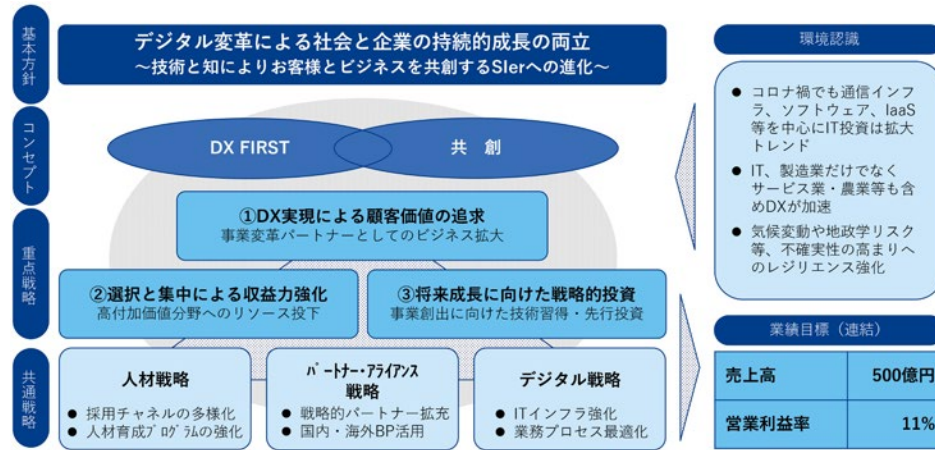 基本方針
デジタル変革による社会と企業の持続的成長の両立
～技術と知によりお客様とビジネスを共創するSIerへの進化～
コンセプト
DX FIRST
共 創
重点戦略
①DX実現による顧客価値の追求
事業変革パートナーとしてのビジネス拡大
②選択と集中による収益力強化
高付加価値分野へのリソース投下
③将来成長に向けた戦略的投資
事業創出に向けた技術習得・先行投資
共通戦略
人材戦略
● 採用チャネルの多様化
● 人材育成ﾌﾟﾛｸﾞﾗﾑの強化
ﾊﾟｰﾄﾅｰ・ｱﾗｲｱﾝｽ
戦略
● 戦略的パートナー拡充
● 国内・海外BP活用
デジタル戦略
● ITインフラ強化
● 業務プロセス最適化
環境認識
● コロナ禍でも通信インフ
ラ、ソフトウェア、IaaS
等を中心にIT投資は拡大
トレンド
● IT、製造業だけでなく
サービス業・農業等も含
めDXが加速
● 気候変動や地政学リスク
等、不確実性の高まりへ
のレジリエンス強化
業績目標（連結）
売上高 500億円
営業利益率 11%